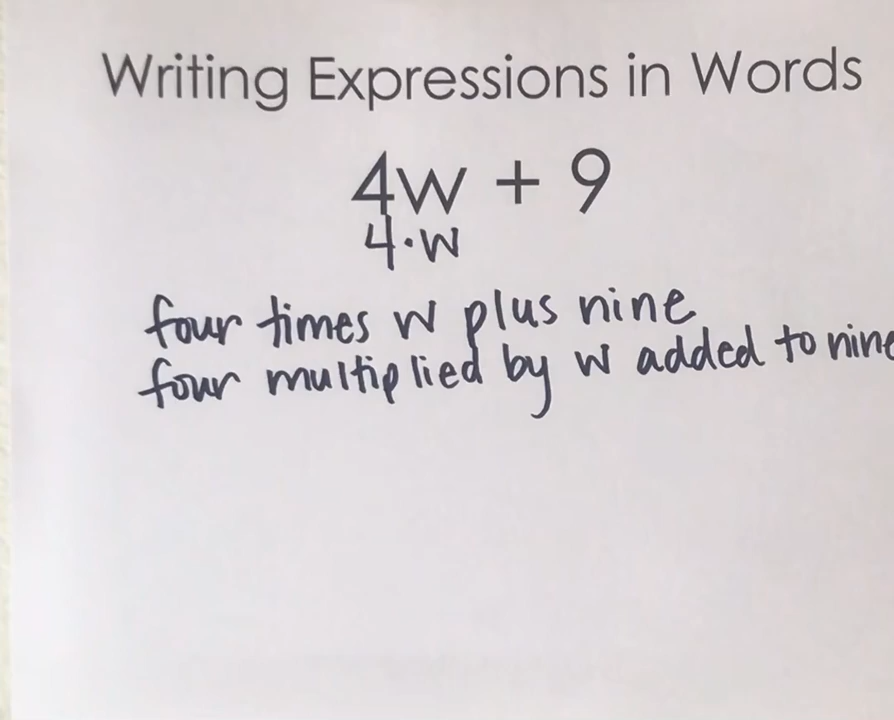 Writing Expressions in Words
4w + 9
4·w
four times w plus nine
four multiplied by w added to nine